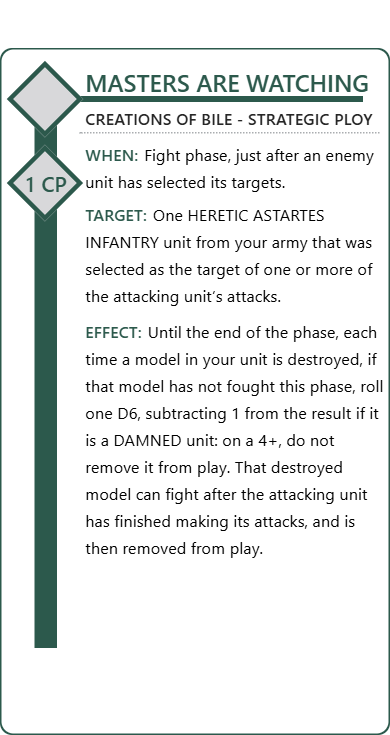 MASTERS ARE WATCHING
CREATIONS OF BILE - STRATEGIC PLOY
1 CP
WHEN: Fight phase, just after an enemy
unit has selected its targets.
TARGET: One HERETIC ASTARTES
INFANTRY unit from your army that was
selected as the target of one or more of
the attacking unit’s attacks.
EFFECT: Until the end of the phase, each
time a model in your unit is destroyed, if
that model has not fought this phase, roll
one D6, subtracting 1 from the result if it
is a DAMNED unit: on a 4+, do not
remove it from play. That destroyed
model can fight after the attacking unit
has finished making its attacks, and is
then removed from play.